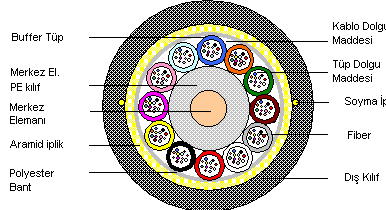 Buffer Tüp
Merkez El.
PE kılıf
Merkez
Elemanı
Aramid iplik
Polyester
Bant
Kablo Dolgu
Maddesi
Tüp Dolgu
Maddesi
Soyma İp
Fiber
Dış Kılıf